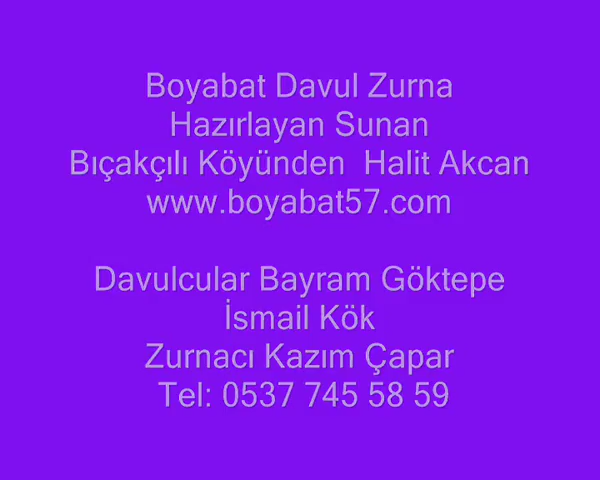 Boyabat Davul Zurna
Hazırlayan Sunan
Bıçakçılı Köyünden Halit Akcan
www.boyabat57.com
Davulcular Bayram Göktepe
İsmail Kök
Zurnacı Kazım Çapar
Tel: 0537 745 58 59